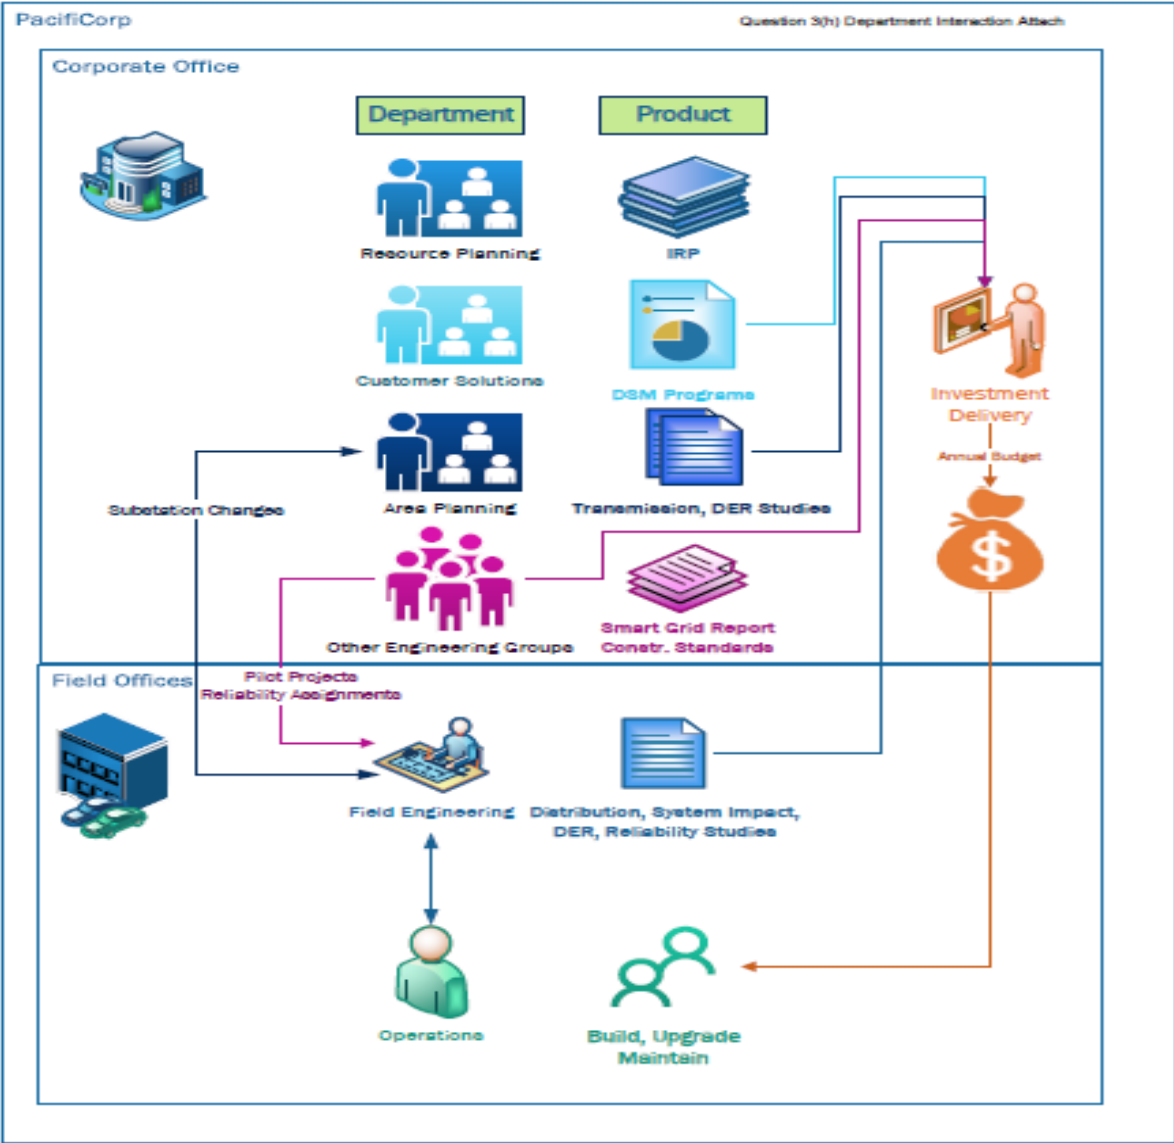 PacifiCorp
Question 3(h) Department Interaction Attach
Corporate Office
Department
Product
Resource Planning
IRP
Customer Solutions
DSM Programs
Investment
Delivery
Annual Budget
Substation Changes
Area Planning
Transmission, DER Studies
$
Other Engineering Groups
Smart Grid Report
Constr. Standards
Field Offices
Pilot Projects
Reliability Assignments
Field Engineering
Distribution, System Impact,
DER, Reliability Studies
Operations
Build, Upgrade
Maintain